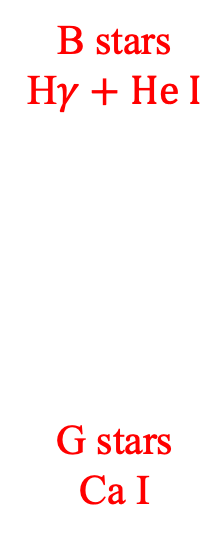 B stars
Hγ + He I
G stars
Ca I